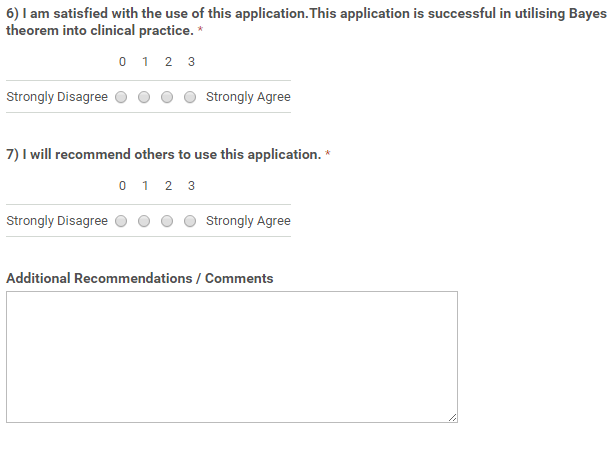 6) I am satisfied with the use of this application.This application is successful in utilising Bayes
theorem into clinical practice. *
0 1 2 3
Strongly Disagree Strongly Agree
7) I will recommend others to use this application. *
0 1 2 3
Strongly Disagree Strongly Agree
Additional Recommendations / Comments